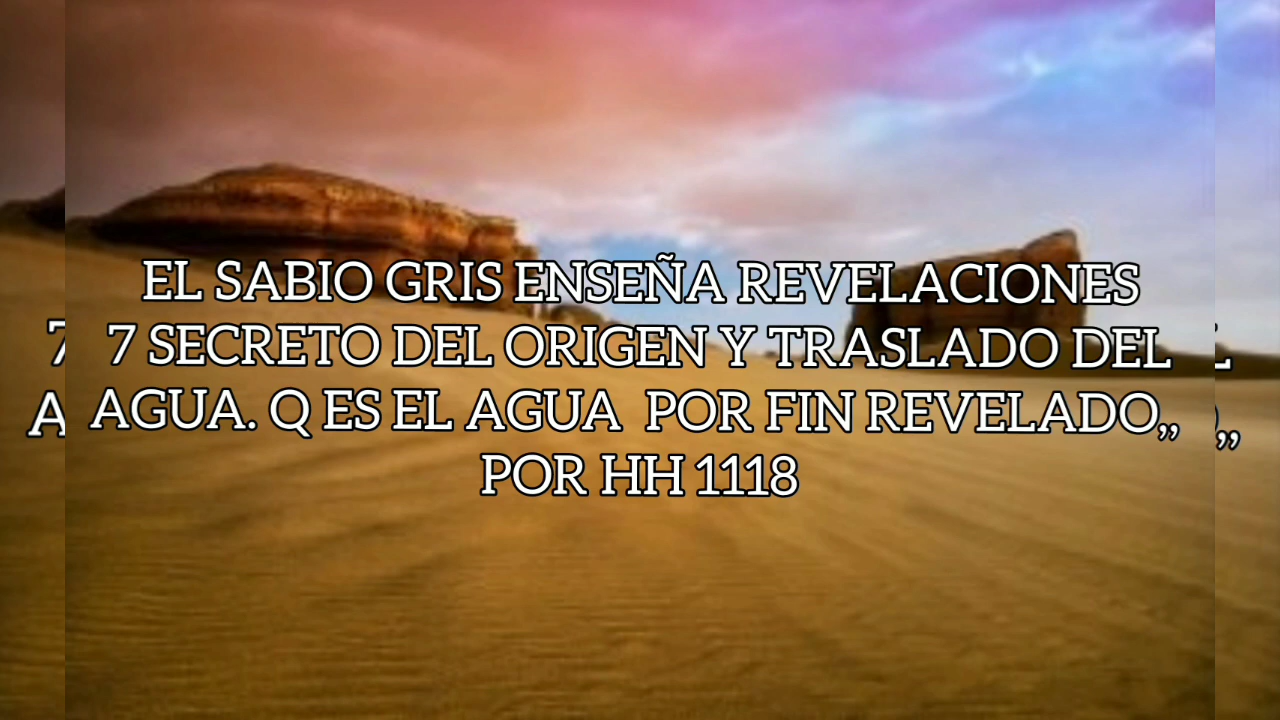 EL SABIO GRIS ENSEÑA REVELACIONES
7 SECRETO DEL ORIGEN Y TRASLADO DEL
AGUA. Q ES EL AGUA POR FIN REVELADO,,
POR HH 1118